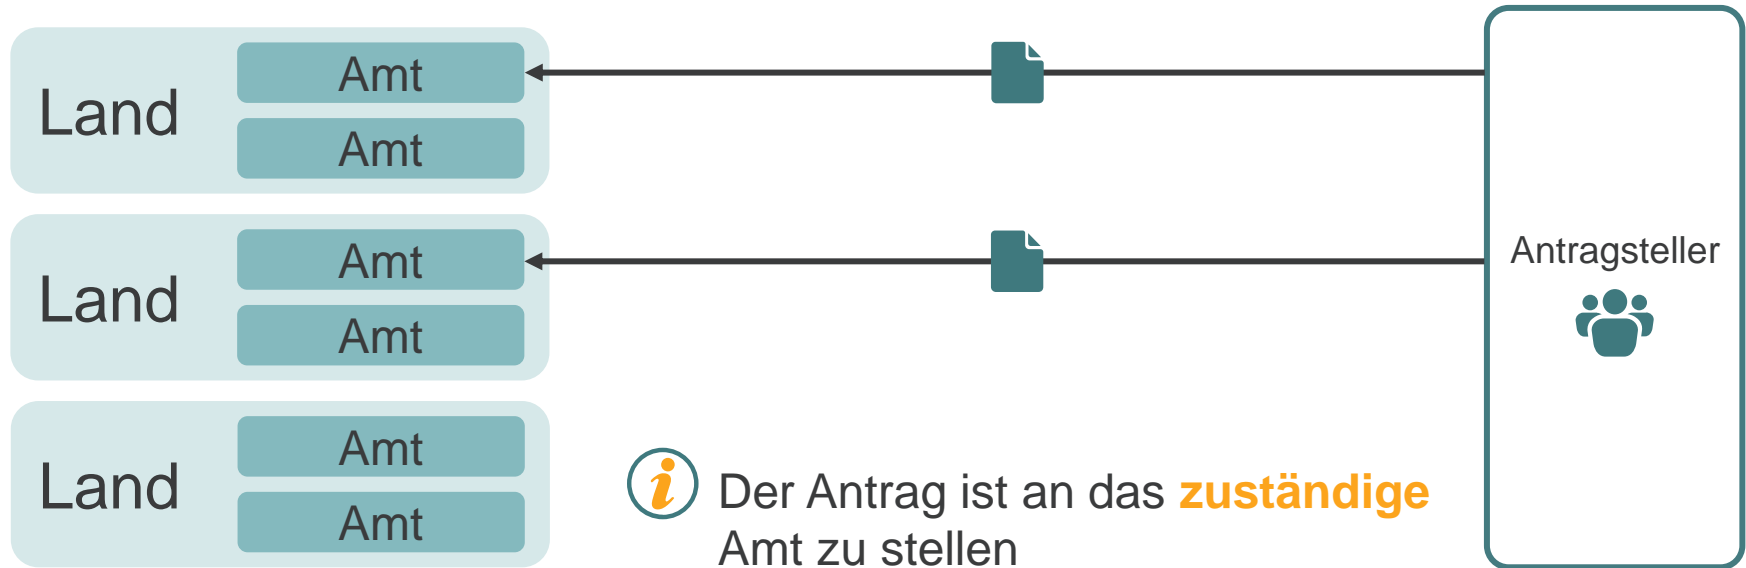 Land
Amt
Amt
Land
Amt
Amt
Land
Amt
Amt
Antragsteller
Der Antrag ist an das zuständige
Amt zu stellen